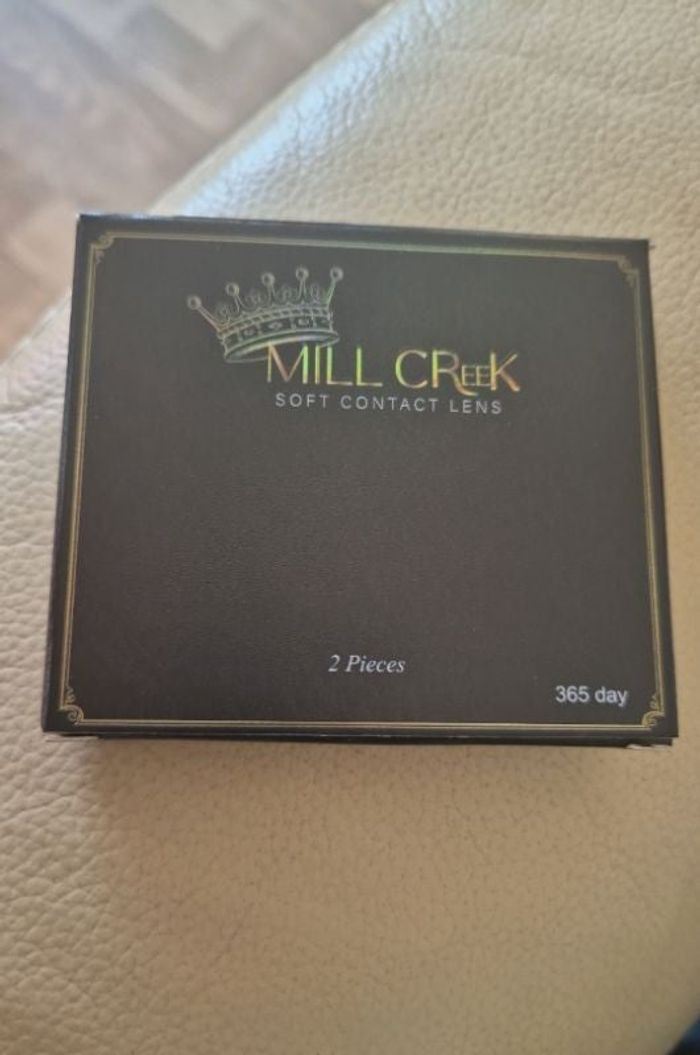 MILL CREEK
SOFT CONTACT LENS
2 Pieces
365 day